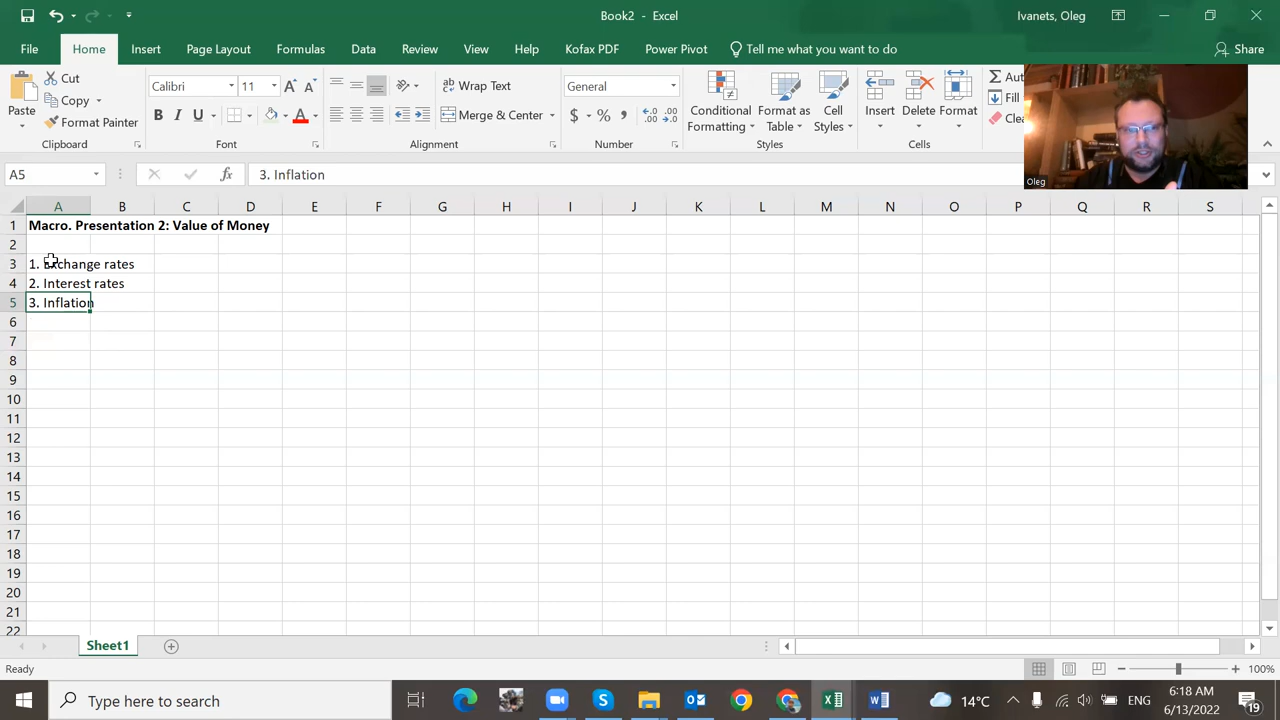 Book2 - Excel
Ivanets, Oleg
File Home Insert Page Layout Formulas Data Review View Help Kofax PDF Power Pivot Tell me what you want to do Share
Paste
Cut
Copy
Format Painter
Clipboard
Calibri 11
B I U
Font
Wrap Text
Merge & Center
Alignment
General
$ % ,
Number
Conditional Formatting
Format as Table
Cell Styles
Styles
Insert Delete Format
Cells
Aut
Fill
Clea
Oleg
A5 fx 3. Inflation
A B C D E F G H I J K L M N O P Q R S
1 Macro. Presentation 2: Value of Money
2
3 1. Exchange rates
4 2. Interest rates
5 3. Inflation
6
7
8
9
10
11
12
13
14
15
16
17
18
19
20
21
22
Sheet1
Ready 100%
Type here to search 14°C ENG 6:18 AM
6/13/2022 19